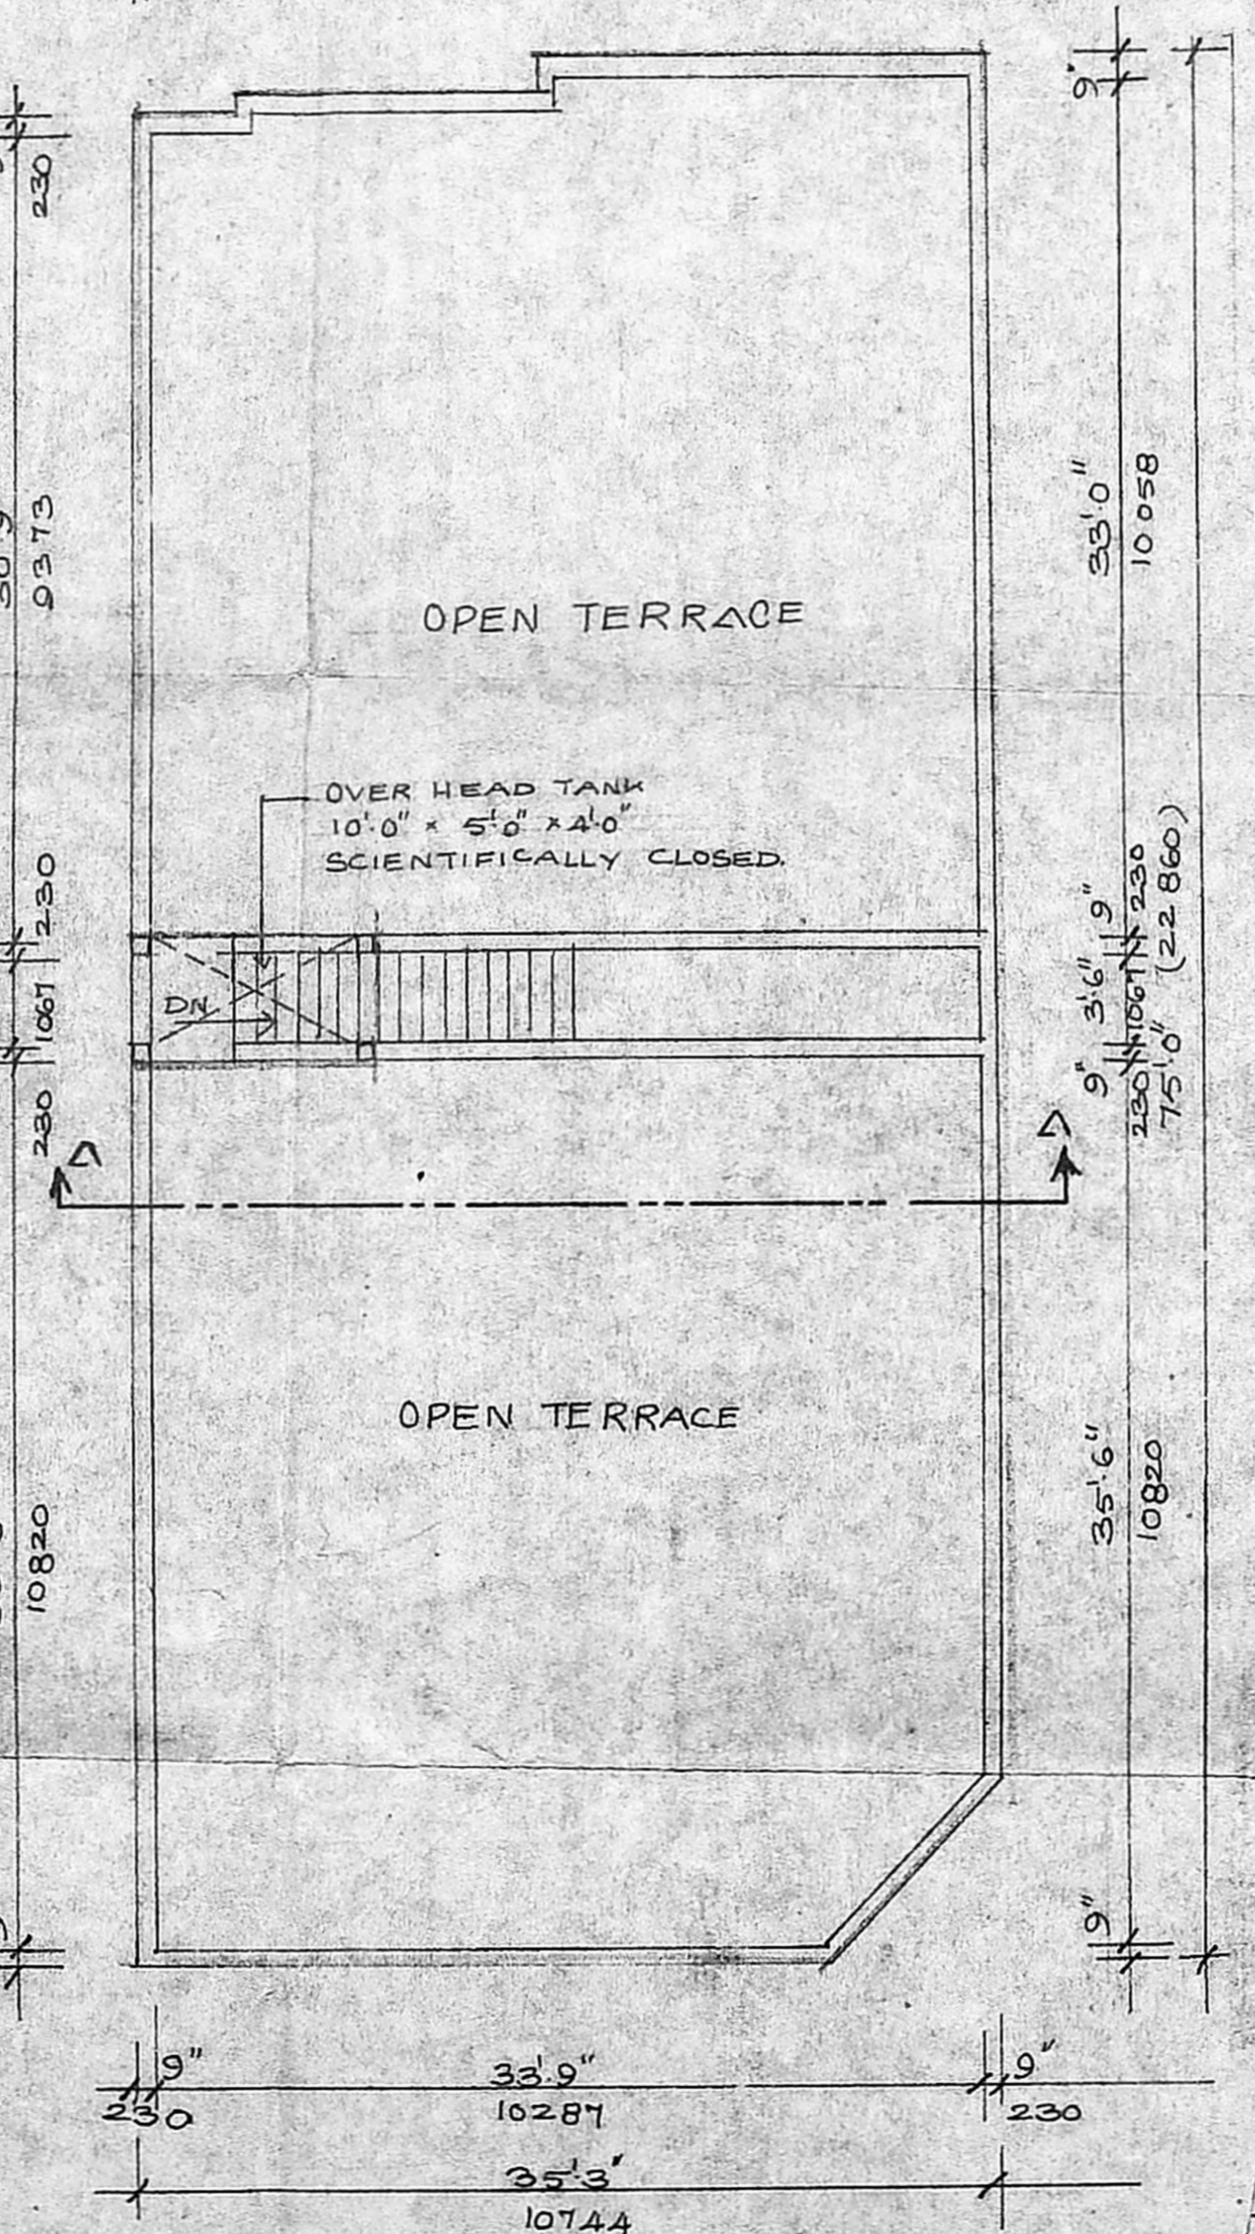 9"
230
9373
33'.0"
10058
OPEN TERRACE
OVER HEAD TANK
10'.0" × 5'.0" × 4'.0"
SCIENTIFICALLY CLOSED.
230
1067
230
DN
9" 3'.6" 9"
230 1067 230
75'.0" (22860)
OPEN TERRACE
35'.6"
10820
10820
9"
9" 33'.9" 9"
230 10287 230
35'.3"
10744